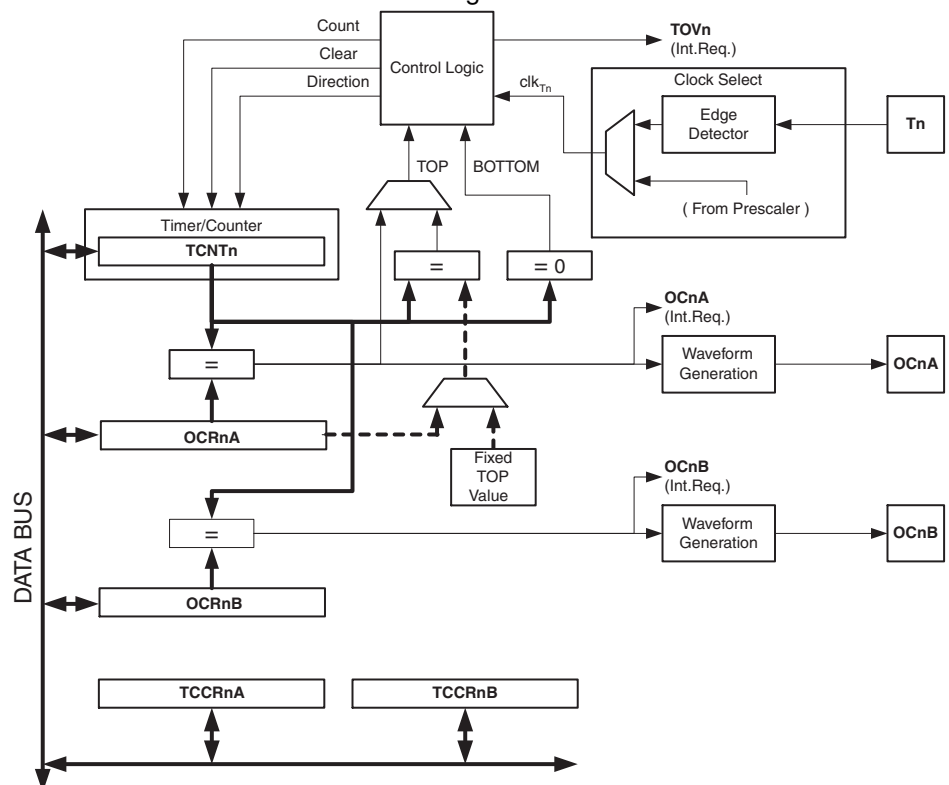 Count
Clear
Direction
Control Logic
TOVn
(Int.Req.)
clkTn
Clock Select
Edge
Detector
Tn
( From Prescaler )
TOP
BOTTOM
Timer/Counter
TCNTn
=
= 0
OCnA
(Int.Req.)
=
Waveform
Generation
OCnA
OCRnA
Fixed
TOP
Value
OCnB
(Int.Req.)
=
Waveform
Generation
OCnB
OCRnB
DATA BUS
TCCRnA
TCCRnB